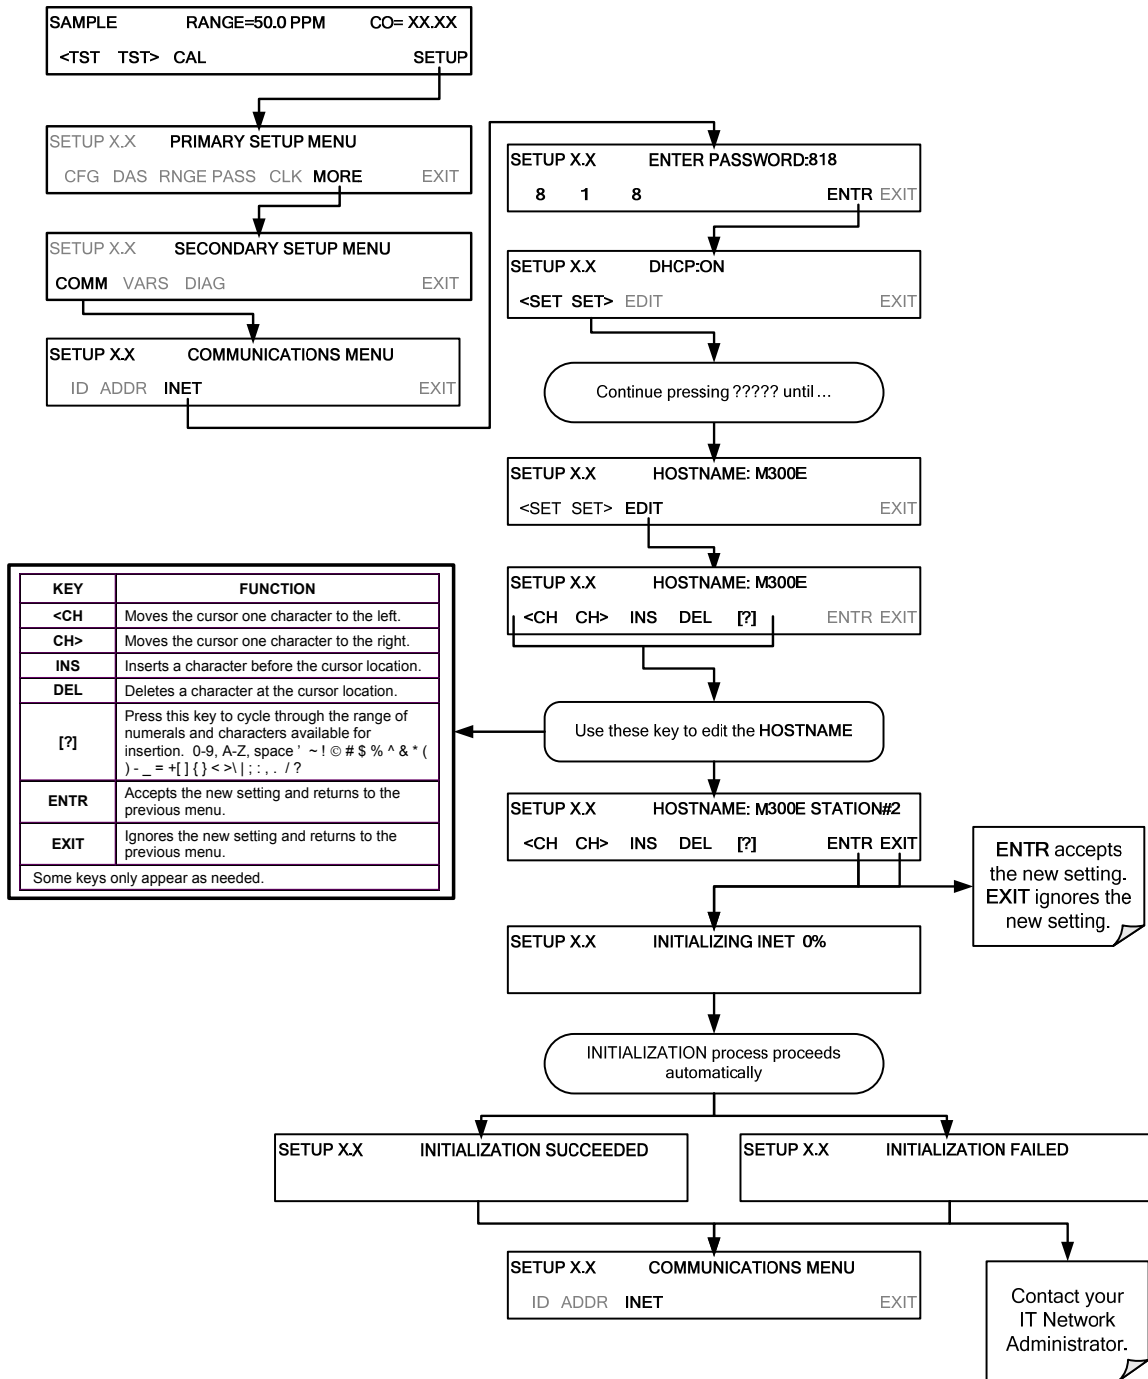 SAMPLE RANGE=50.0 PPM CO= XX.XX
<TST TST> CAL SETUP
SETUP X.X PRIMARY SETUP MENU
CFG DAS RNGE PASS CLK MORE EXIT
SETUP X.X SECONDARY SETUP MENU
COMM VARS DIAG EXIT
SETUP X.X COMMUNICATIONS MENU
ID ADDR INET EXIT
SETUP X.X ENTER PASSWORD:818
8 1 8 ENTR EXIT
SETUP X.X DHCP:ON
<SET SET> EDIT EXIT
Continue pressing ????? until ...
SETUP X.X HOSTNAME: M300E
<SET SET> EDIT EXIT
SETUP X.X HOSTNAME: M300E
<CH CH> INS DEL [?] ENTR EXIT
Use these key to edit the HOSTNAME
KEY FUNCTION
<CH Moves the cursor one character to the left.
CH> Moves the cursor one character to the right.
INS Inserts a character before the cursor location.
DEL Deletes a character at the cursor location.
[?] Press this key to cycle through the range of
numerals and characters available for
insertion. 0-9, A-Z, space ' ~ ! © # $ % ^ & * (
) - _ = +[ ] { } < >\ | ; : , . / ?
ENTR Accepts the new setting and returns to the
previous menu.
EXIT Ignores the new setting and returns to the
previous menu.
Some keys only appear as needed.
SETUP X.X HOSTNAME: M300E STATION#2
<CH CH> INS DEL [?] ENTR EXIT
ENTR accepts
the new setting.
EXIT ignores the
new setting.
SETUP X.X INITIALIZING INET 0%
INITIALIZATION process proceeds
automatically
SETUP X.X INITIALIZATION SUCCEEDED
SETUP X.X INITIALIZATION FAILED
SETUP X.X COMMUNICATIONS MENU
ID ADDR INET EXIT
Contact your
IT Network
Administrator.